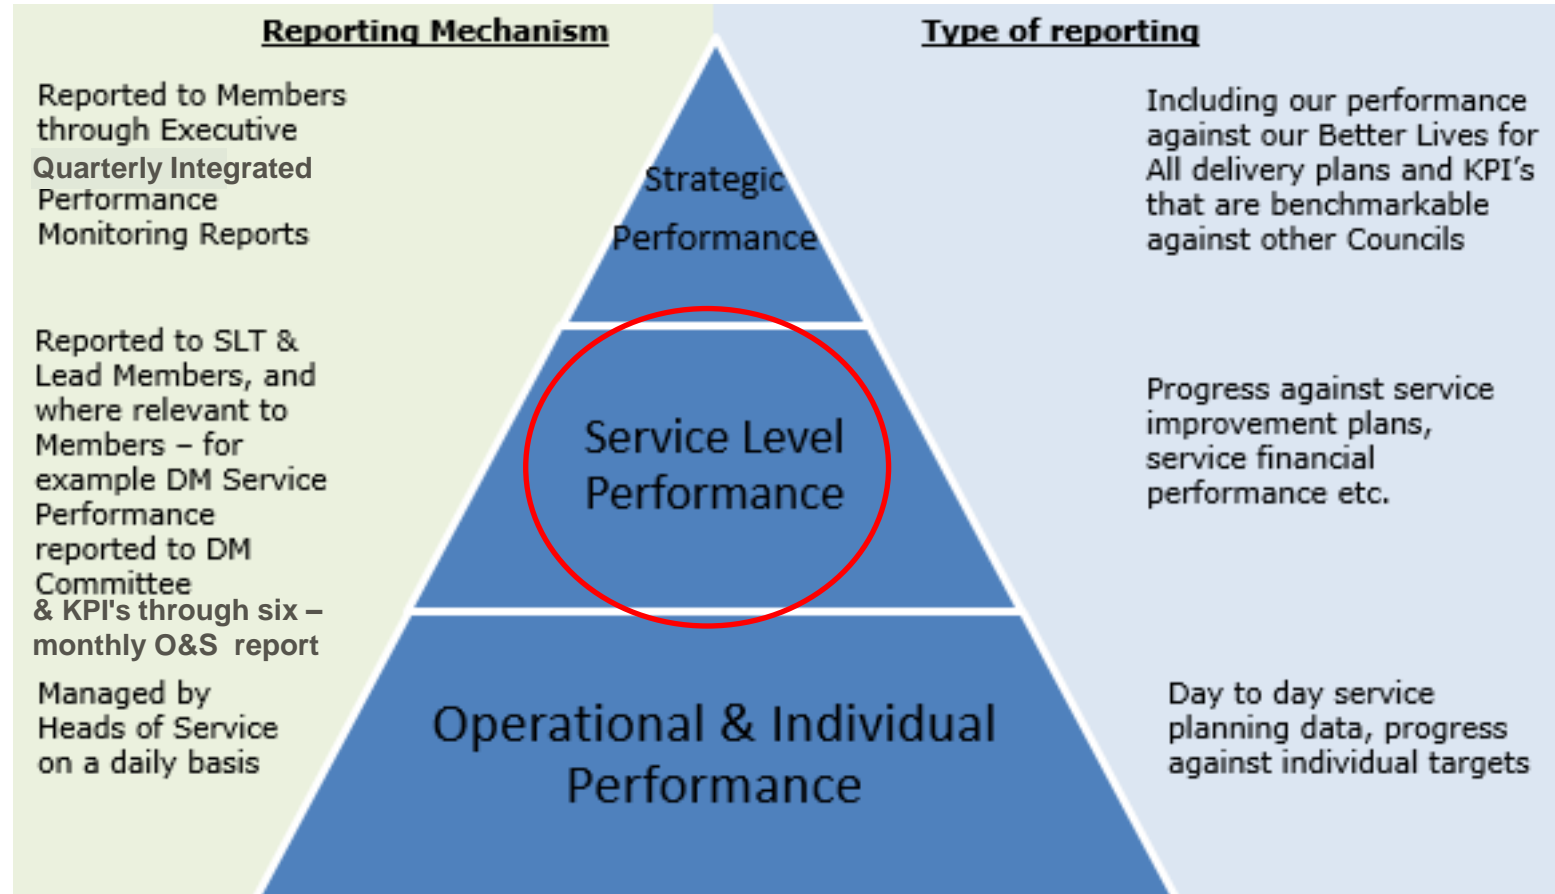 Reporting Mechanism
Type of reporting
Reported to Members
through Executive
Quarterly Integrated
Performance
Monitoring Reports
Strategic
Performance
Including our performance
against our Better Lives for
All delivery plans and KPI's
that are benchmarkable
against other Councils
Reported to SLT &
Lead Members, and
where relevant to
Members – for
example DM Service
Performance
reported to DM
Committee
& KPI's through six –
monthly O&S report
Service Level
Performance
Progress against service
improvement plans,
service financial
performance etc.
Managed by
Heads of Service
on a daily basis
Operational & Individual
Performance
Day to day service
planning data, progress
against individual targets